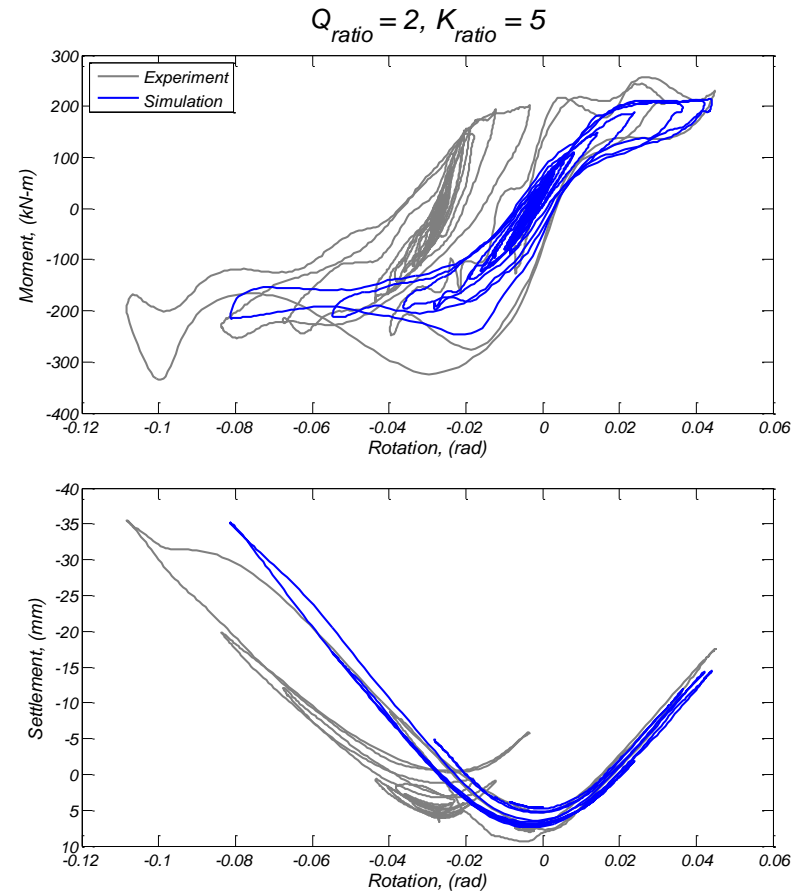 Q_ratio = 2, K_ratio = 5
300
200
100
0
-100
-200
-300
-400
Moment, (kN-m)
Experiment
Simulation
-0.12 -0.1 -0.08 -0.06 -0.04 -0.02 0 0.02 0.04 0.06
Rotation, (rad)
-40
-35
-30
-25
-20
-15
-10
-5
0
5
10
Settlement, (mm)
-0.12 -0.1 -0.08 -0.06 -0.04 -0.02 0 0.02 0.04 0.06
Rotation, (rad)